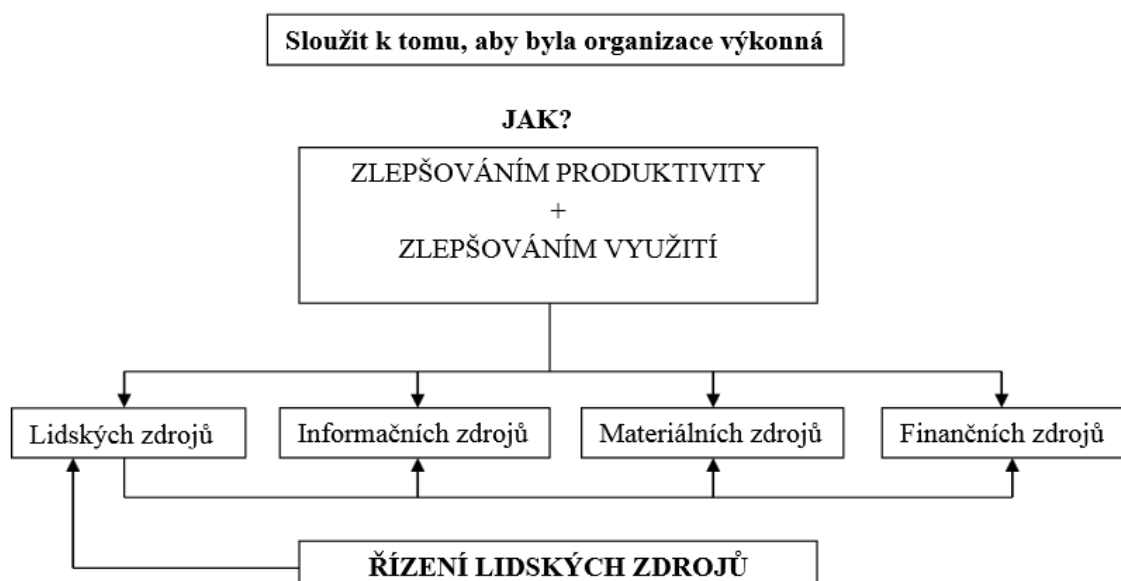 Sloužit k tomu, aby byla organizace výkonná
JAK?
ZLEPŠOVÁNÍM PRODUKTIVITY
+
ZLEPŠOVÁNÍM VYUŽITÍ
Lidských zdrojů
Informačních zdrojů
Materiálních zdrojů
Finančních zdrojů
ŘÍZENÍ LIDSKÝCH ZDROJŮ